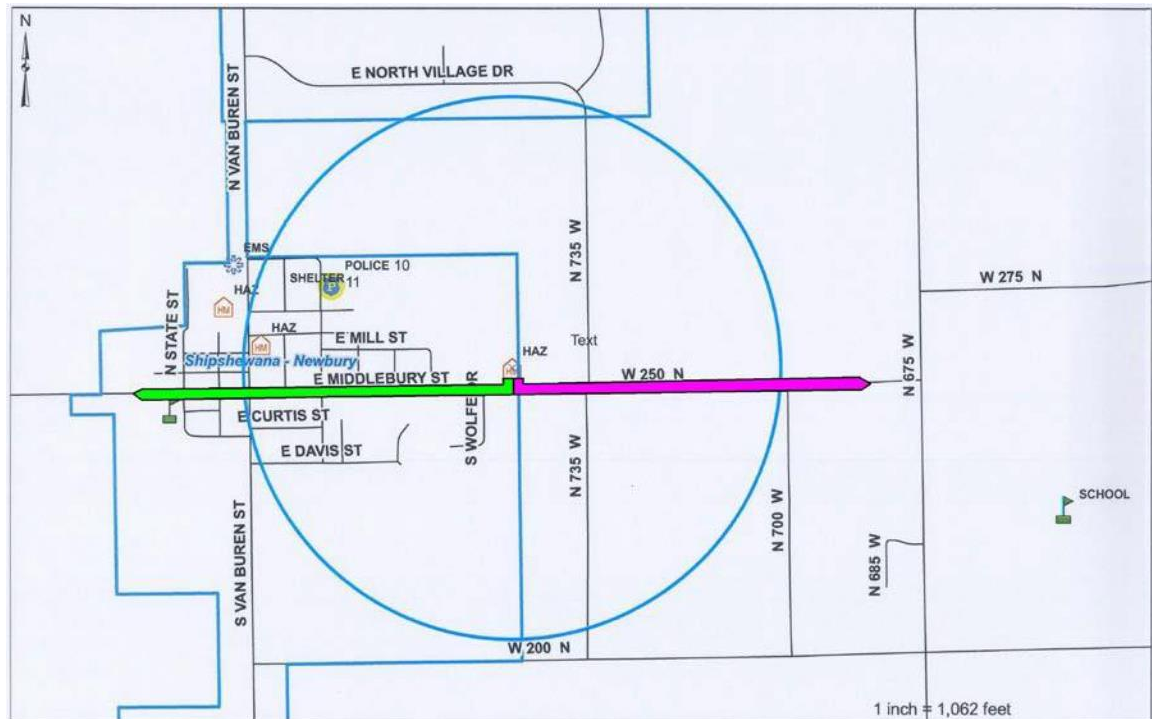 N
E NORTH VILLAGE DR
N VAN BUREN ST
N 735 W
EMS
POLICE 10
SHELTER 11
P
W 275 N
HAZ
HM
N STATE ST
HAZ
HM
E MILL ST
Text
HAZ
HM
Shipshewana - Newbury
E MIDDLEBURY ST
W 250 N
N 675 W
E CURTIS ST
S WOLFE DR
E DAVIS ST
N 735 W
N 700 W
SCHOOL
N 685 W
S VAN BUREN ST
W 200 N
1 inch = 1,062 feet